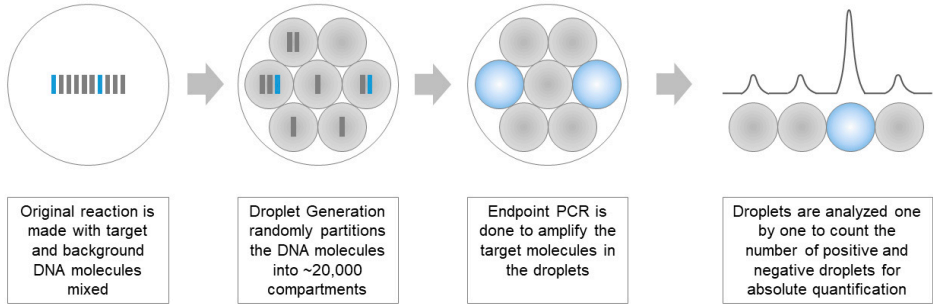 Original reaction is
made with target
and background
DNA molecules
mixed
Droplet Generation
randomly partitions
the DNA molecules
into ~20,000
compartments
Endpoint PCR is
done to amplify the
target molecules in
the droplets
Droplets are analyzed one
by one to count the
number of positive and
negative droplets for
absolute quantification